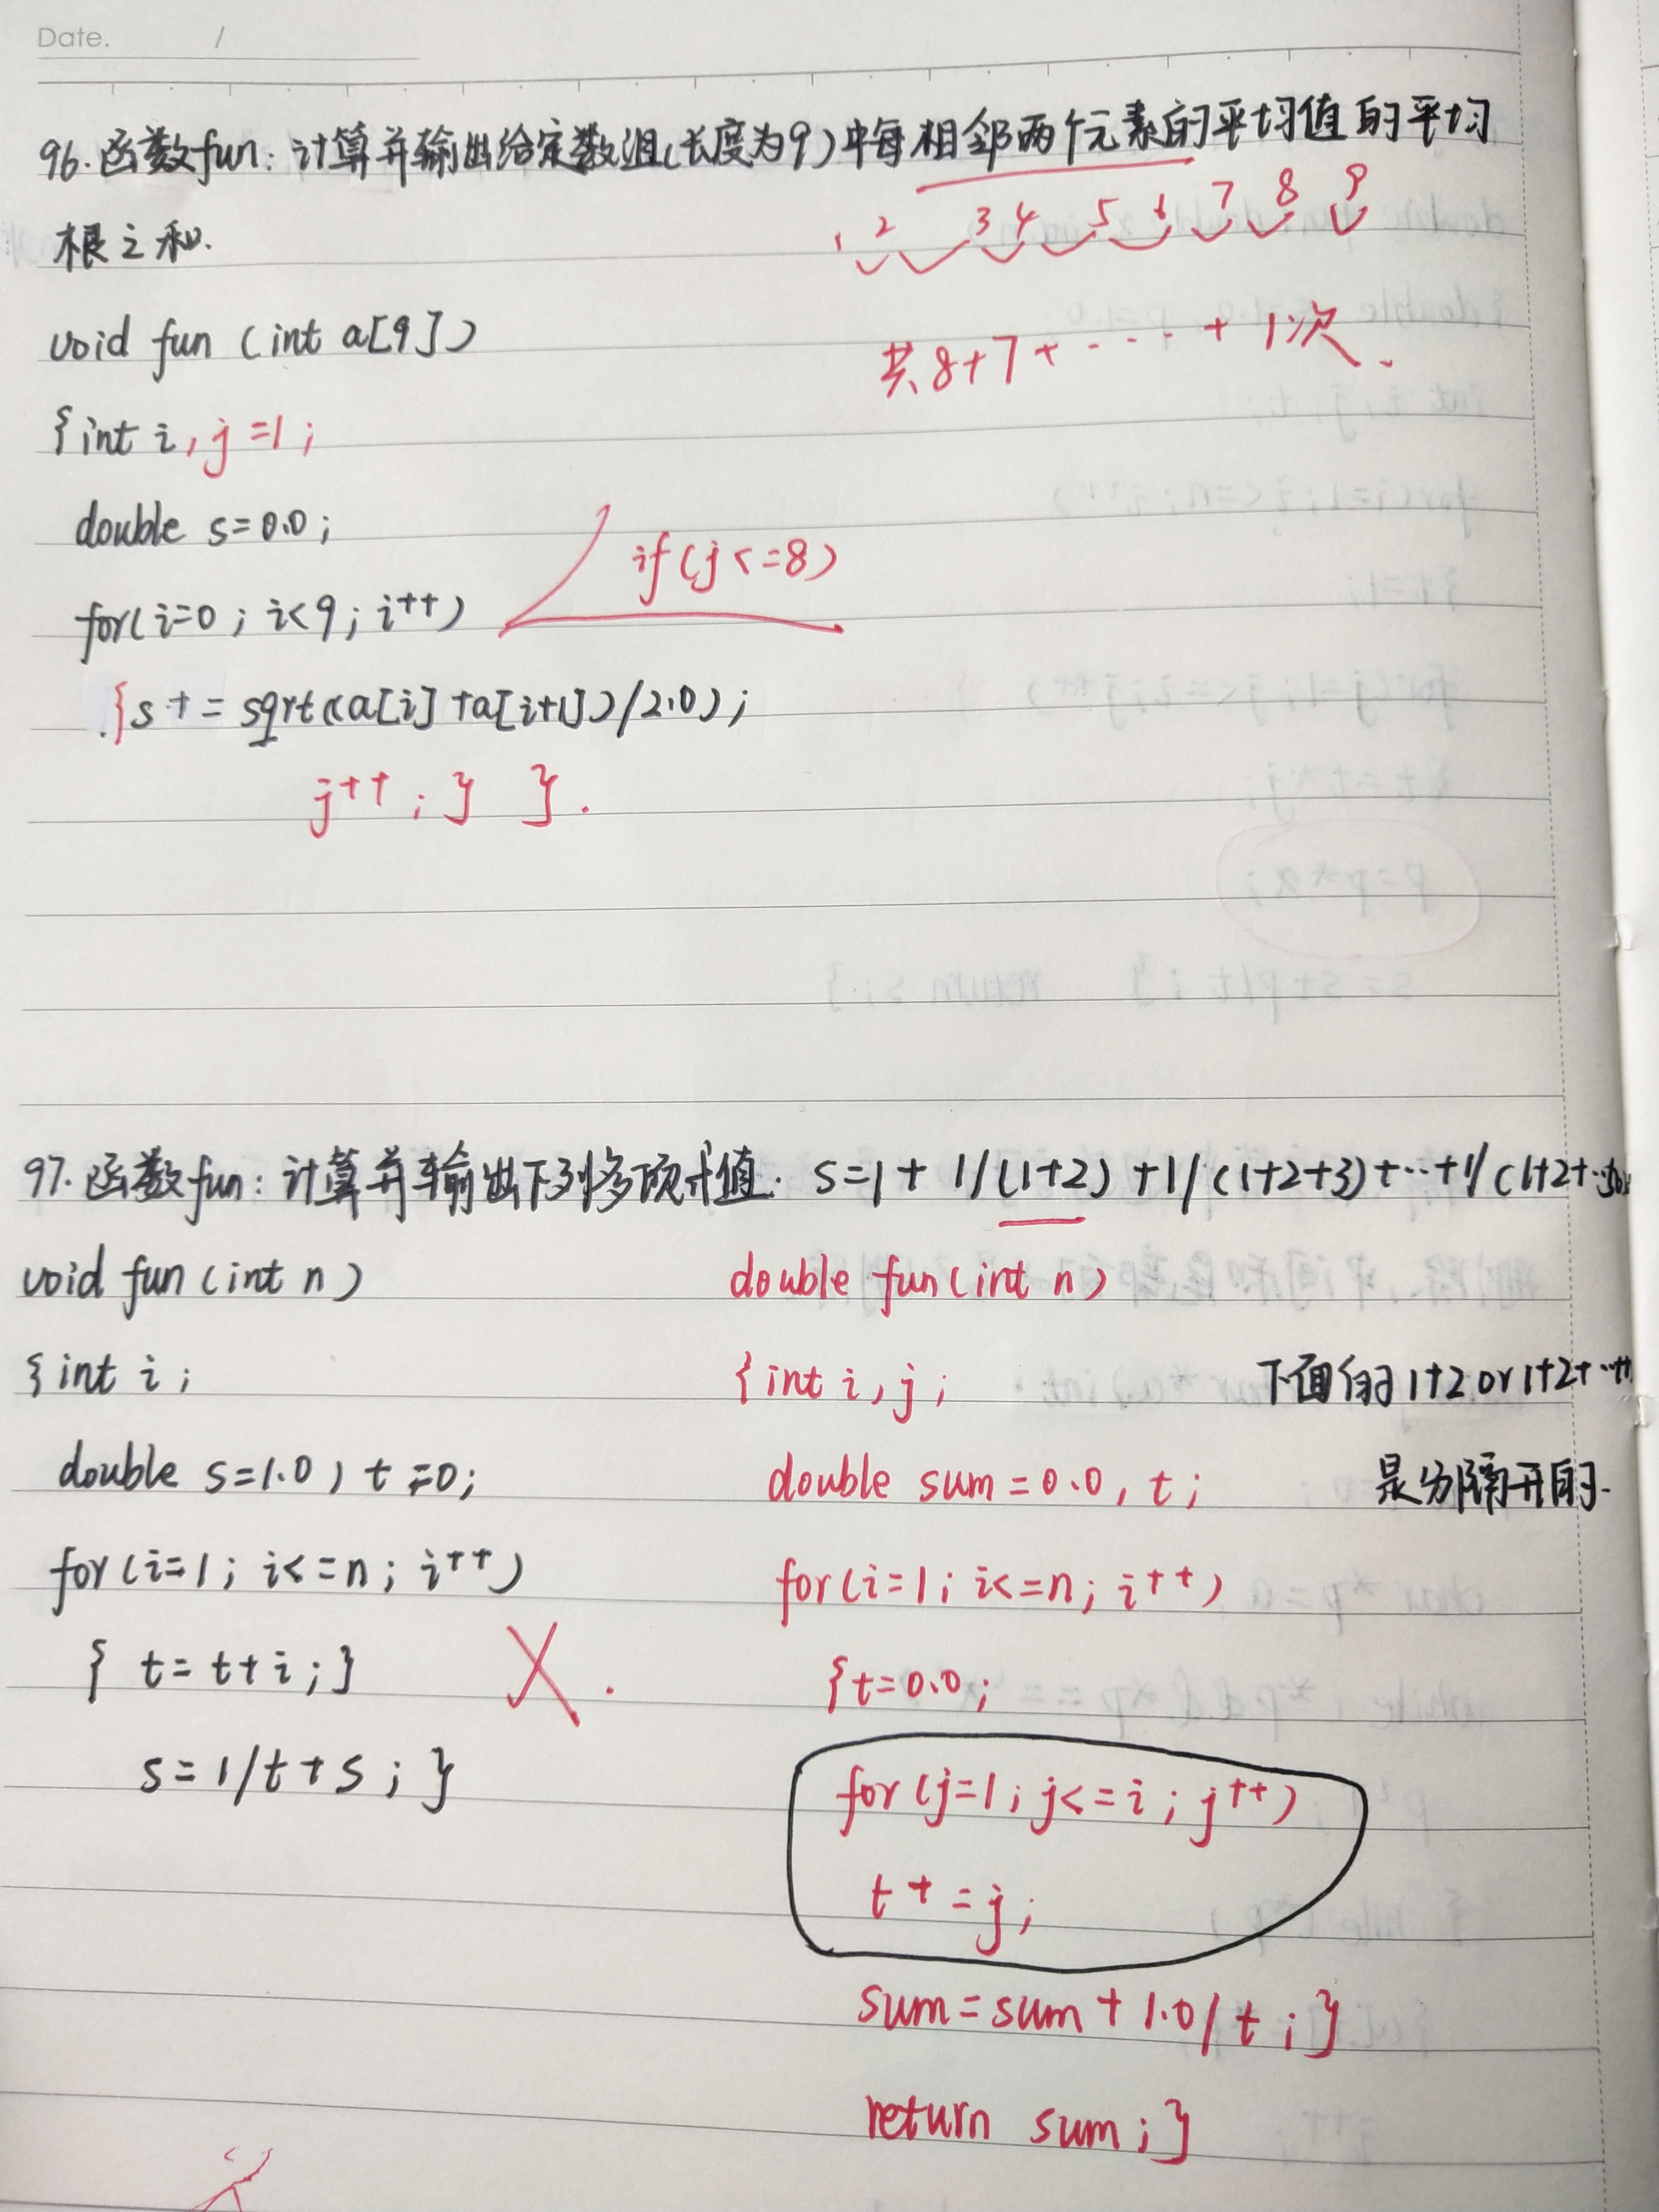 Date. /
96.函数fun:计算并输出给定数组(长度为9)中每相邻两个元素的平均值的平均
根之和.
1 2 3 4 5 6 7 8 9
void fun (int a[9])
共8+7+····+1次.
{int i,j=1;
double s=0.0;
if(j<=8)
for(i=0;i<9;i++)
{s+=sqrt((a[i]+a[i+1])/2.0);
j++;} }.
97.函数fun:计算并输出下列多项式值. s=1+1/(1+2)+1/(1+2+3)+···+1/(1+2+··
void fun(int n)
double fun(int n)
{int i;
{int i,j;
下面的1+2or1+2+···
double s=1.0,t=0;
double sum=0.0,t;
是分隔开的.
for(i=1;i<=n;i++)
for(i=1;i<=n;i++)
{ t=t+i;}
X.
{t=0.0;
s=1/t+s;}
for(j=1;j<=i;j++)
t+=j;
sum=sum+1.0/t;}
return sum;}